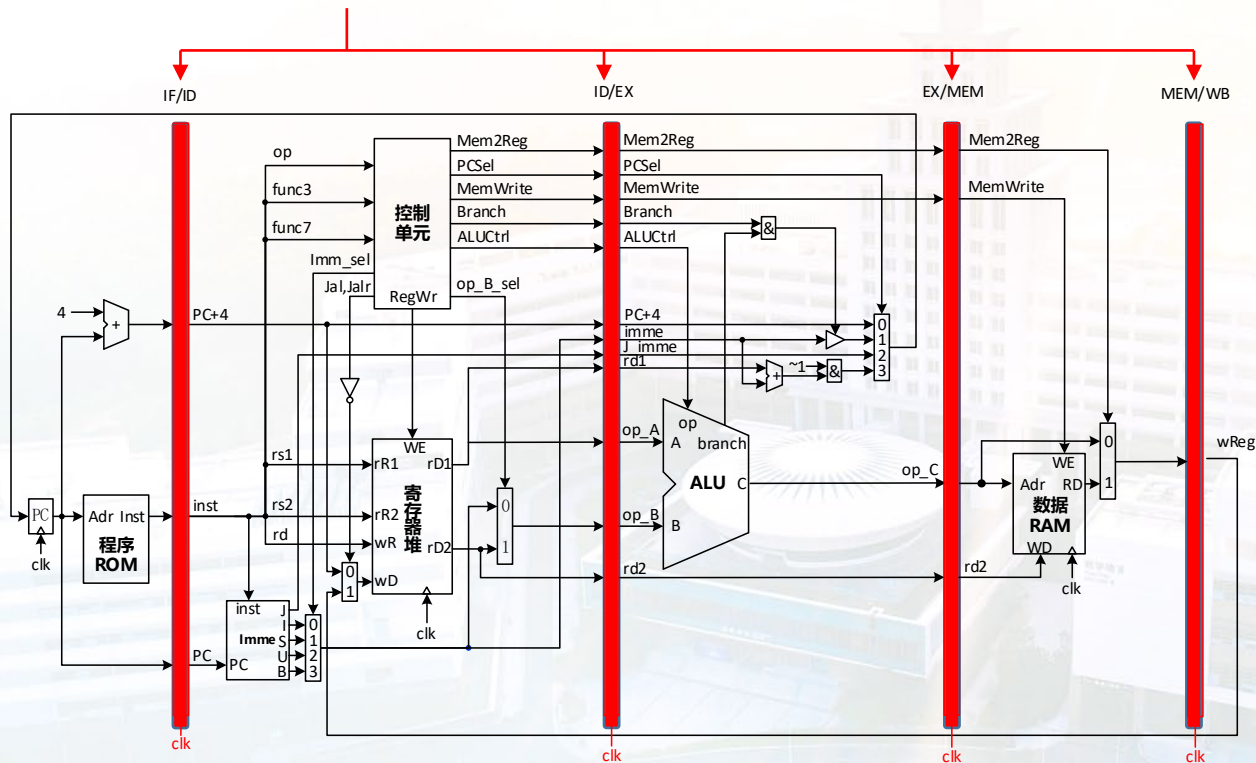 IF/ID
ID/EX
EX/MEM
MEM/WB
op
func3
func7
Imm_sel
Jal,Jalr
控制
单元
RegWr
Mem2Reg
PCSel
MemWrite
Branch
ALUCtrl
op_B_sel
Mem2Reg
PCSel
MemWrite
Branch
ALUCtrl
&
Mem2Reg
MemWrite
4
+
PC+4
PC+4
imme
J_imme
rd1
+
~1
&
0
1
2
3
PC
clk
Adr Inst
程序
ROM
inst
rs1
rs2
rd
WE
rR1
rD1
rR2
寄存器堆
wR
rD2
wD
clk
0
1
0
1
op_A
op_B
op
A
branch
ALU
C
B
op_C
rd2
rd2
WE
Adr
RD
数据
RAM
WD
clk
0
1
wReg
PC
inst
J
I
Imme
S
U
PC
B
0
1
2
3
clk
clk
clk
clk